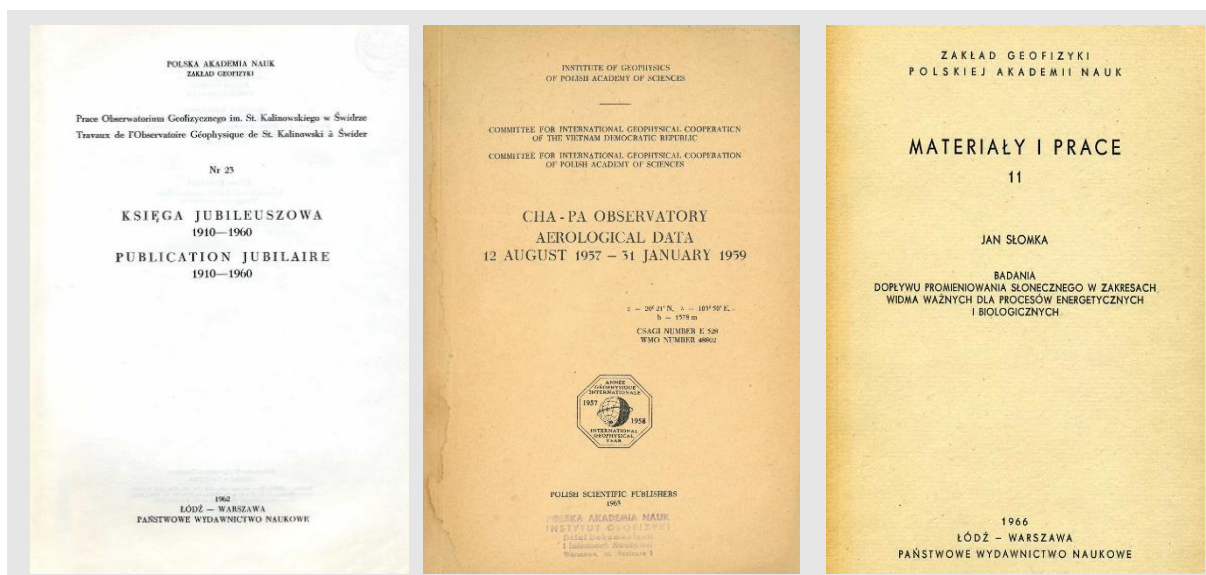 POLSKA AKADEMIA NAUK
ZAKŁAD GEOFIZYKI
Prace Obserwatorium Geofizycznego im. St. Kalinowskiego w Świdrze
Travaux de l'Observatoire Géophysique de St. Kalinowski à Świder
Nr 23
KSIĘGA JUBILEUSZOWA
1910—1960
PUBLICATION JUBILAIRE
1910—1960
1962
ŁÓDŹ — WARSZAWA
PAŃSTWOWE WYDAWNICTWO NAUKOWE
INSTITUTE OF GEOPHYSICS
OF POLISH ACADEMY OF SCIENCES
COMMITTEE FOR INTERNATIONAL GEOPHYSICAL COOPERATION
OF THE VIETNAM DEMOCRATIC REPUBLIC
COMMITTEE FOR INTERNATIONAL GEOPHYSICAL COOPERATION
OF POLISH ACADEMY OF SCIENCES
CHA-PA OBSERVATORY
AEROLOGICAL DATA
12 AUGUST 1957 – 31 JANUARY 1959
h — 1578 m
CSAGI NUMBER E 528
WMO NUMBER 48802
ANNÉE
GÉOPHYSIQUE
INTERNATIONALE
1957
1958
INTERNATIONAL
GEOPHYSICAL
YEAR
POLISH SCIENTIFIC PUBLISHERS
1963
POLSKA AKADEMIA NAUK
INSTYTUT GEOFIZYKI
ZAKŁAD GEOFIZYKI
POLSKIEJ AKADEMII NAUK
MATERIAŁY I PRACE
11
JAN SŁOMKA
BADANIA
DOPŁYWU PROMIENIOWANIA SŁONECZNEGO W ZAKRESACH
WIDMA WAŻNYCH DLA PROCESÓW ENERGETYCZNYCH
I BIOLOGICZNYCH
1966
ŁÓDŹ – WARSZAWA
PAŃSTWOWE WYDAWNICTWO NAUKOWE